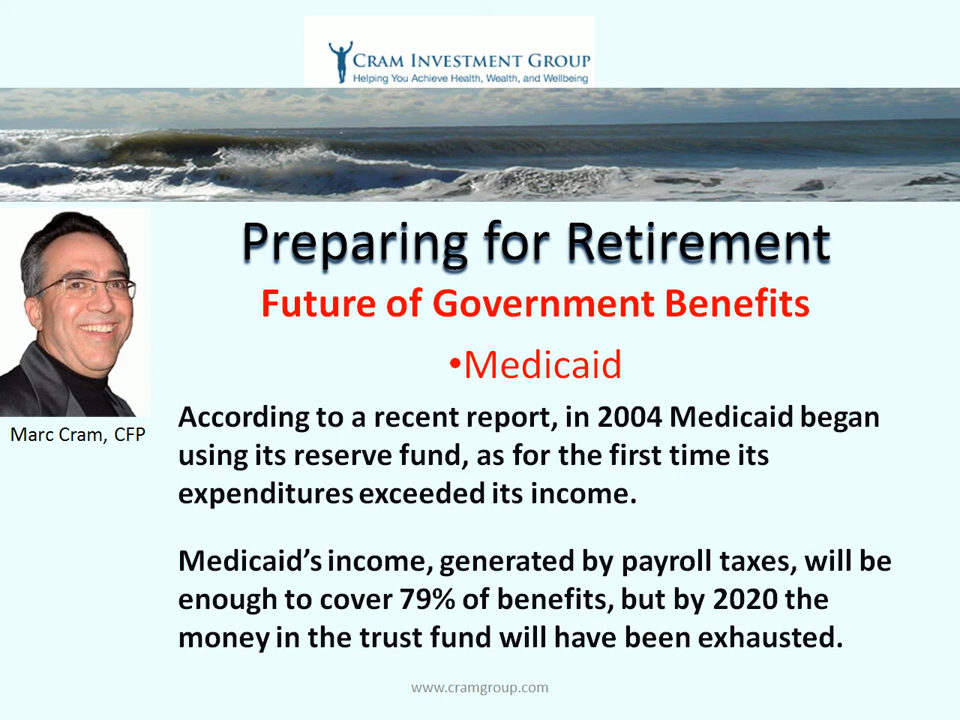 CRAM INVESTMENT GROUP
Helping You Achieve Health, Wealth, and Wellbeing
Preparing for Retirement
Future of Government Benefits
•Medicaid
Marc Cram, CFP
According to a recent report, in 2004 Medicaid began
using its reserve fund, as for the first time its
expenditures exceeded its income.
Medicaid's income, generated by payroll taxes, will be
enough to cover 79% of benefits, but by 2020 the
money in the trust fund will have been exhausted.
www.cramgroup.com